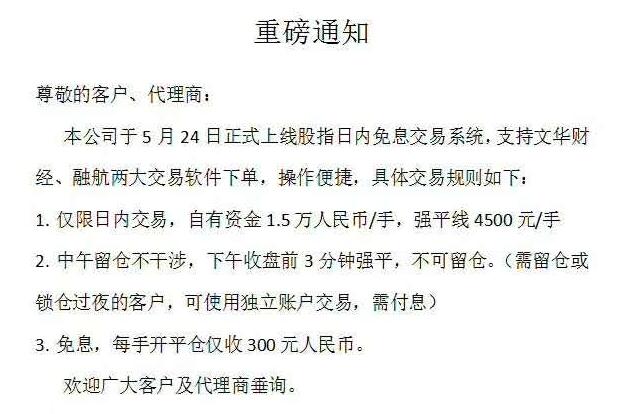 重磅通知
尊敬的客户、代理商：
本公司于 5 月 24 日正式上线股指日内免息交易系统，支持文华财
经、融航两大交易软件下单，操作便捷，具体交易规则如下：
1. 仅限日内交易，自有资金 1.5 万人民币/手，强平线 4500 元/手
2. 中午留仓不干涉，下午收盘前 3 分钟强平，不可留仓。（需留仓或
锁仓过夜的客户，可使用独立账户交易，需付息）
3. 免息，每手开平仓仅收 300 元人民币。
欢迎广大客户及代理商垂询。